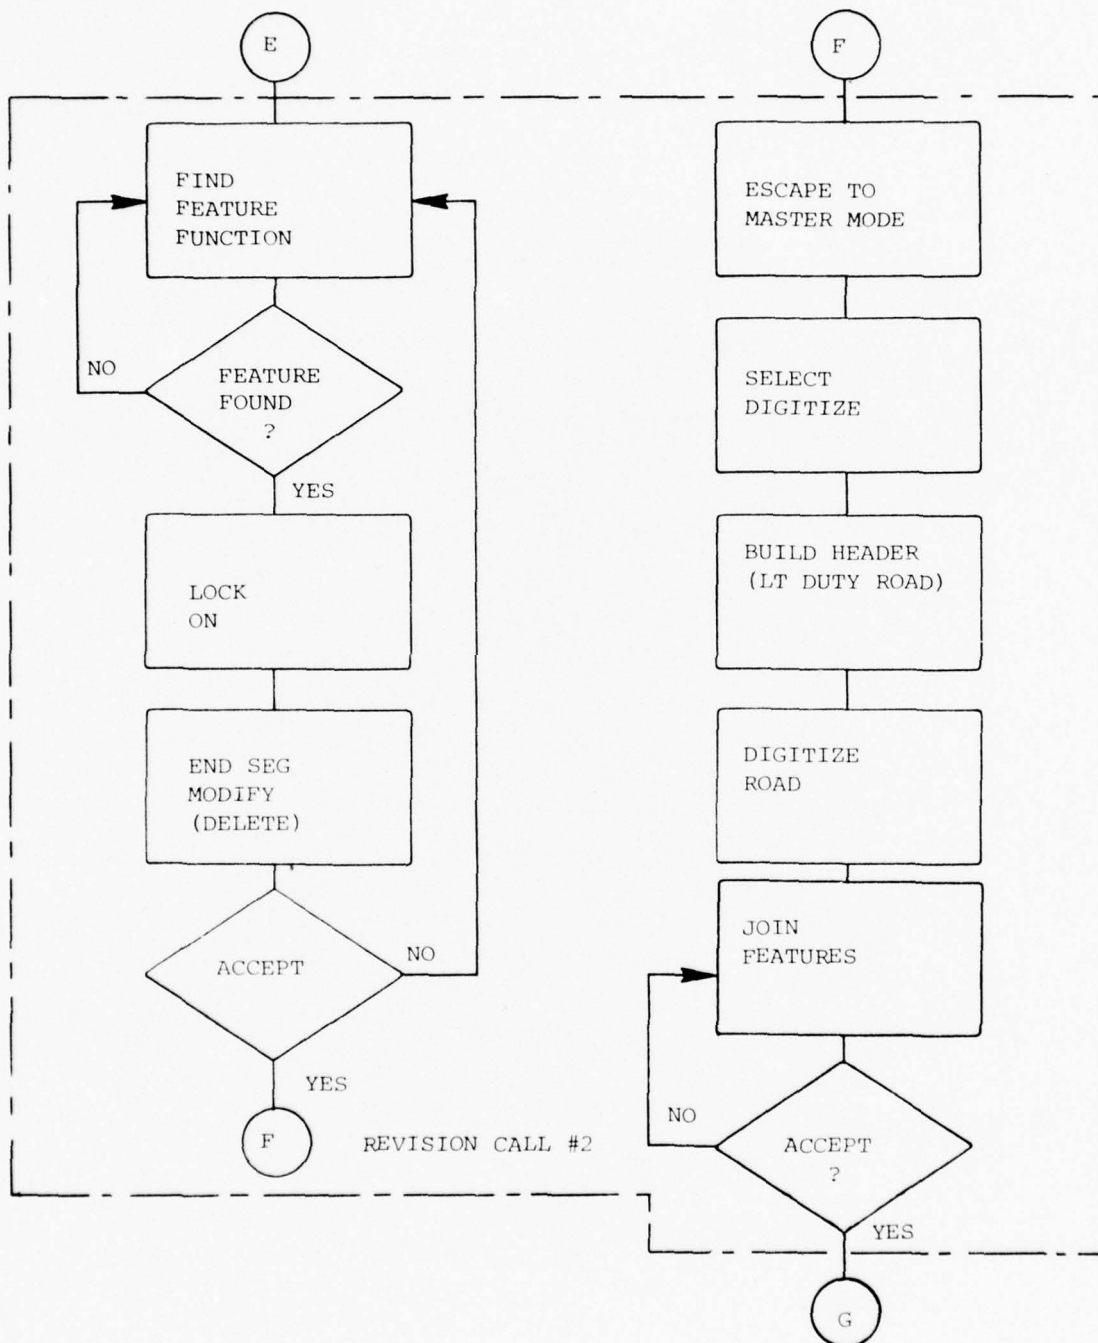 E
FIND
FEATURE
FUNCTION
NO
FEATURE
FOUND
?
YES
LOCK
ON
END SEG
MODIFY
(DELETE)
ACCEPT
NO
YES
F
REVISION CALL #2
F
ESCAPE TO
MASTER MODE
SELECT
DIGITIZE
BUILD HEADER
(LT DUTY ROAD)
DIGITIZE
ROAD
JOIN
FEATURES
NO
ACCEPT
?
YES
G